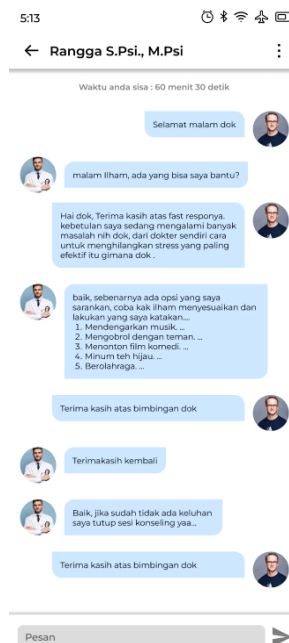 5:13
Rangga S.Psi., M.Psi
Waktu anda sisa : 60 menit 30 detik
Selamat malam dok
malam Ilham, ada yang bisa saya bantu?
Hai dok, Terima kasih atas fast responya.
kebetulan saya sedang mengalami banyak
masalah nih dok, dari dokter sendiri cara
untuk menghilangkan stress yang paling
efektif itu gimana dok .
baik, sebenarnya ada opsi yang saya
sarankan, coba kak ilham menyesuaikan dan
lakukan yang saya katakan....
1. Mendengarkan musik. ...
2. Mengobrol dengan teman. ...
3. Menonton film komedi. ...
4. Minum teh hijau. ...
5. Berolahraga. ...
Terima kasih atas bimbingan dok
Terimakasih kembali
Baik, jika sudah tidak ada keluhan
saya tutup sesi konseling yaa...
Terima kasih atas bimbingan dok
Pesan